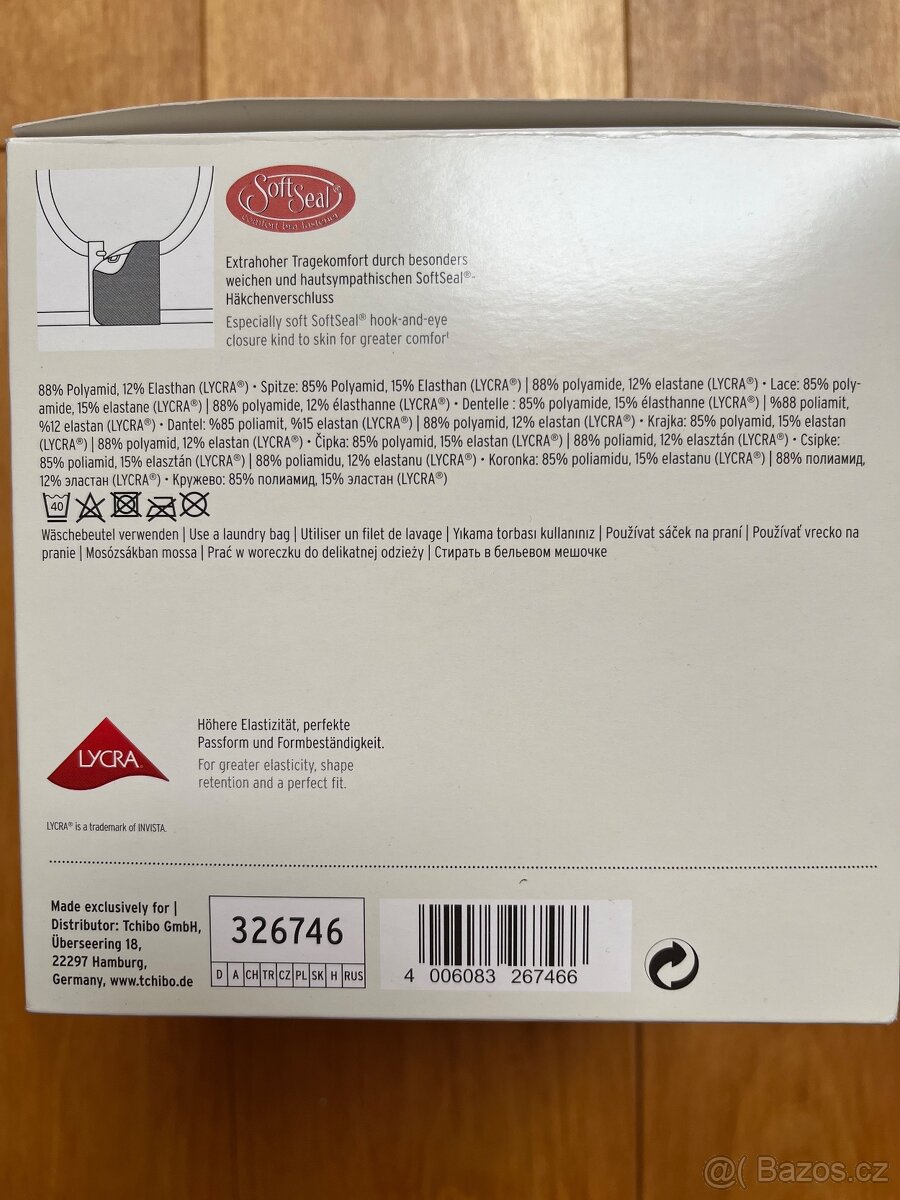 Soft Seal®
comfort bra fastener
Extrahoher Tragekomfort durch besonders
weichen und hautsympathischen SoftSeal®-
Häkchenverschluss
Especially soft SoftSeal® hook-and-eye
closure kind to skin for greater comfort
88% Polyamid, 12% Elasthan (LYCRA®) • Spitze: 85% Polyamid, 15% Elasthan (LYCRA®) | 88% polyamide, 12% elastane (LYCRA®) • Lace: 85% poly-
amide, 15% elastane (LYCRA®) | 88% polyamide, 12% élasthanne (LYCRA®) • Dentelle : 85% polyamide, 15% élasthanne (LYCRA®) | %88 poliamit,
%12 elastan (LYCRA®) • Dantel: %85 poliamit, %15 elastan (LYCRA®) | 88% polyamid, 12% elastan (LYCRA®) • Krajka: 85% polyamid, 15% elastan
(LYCRA®) | 88% polyamid, 12% elastan (LYCRA®) • Čipka: 85% polyamid, 15% elastan (LYCRA®) | 88% poliamid, 12% elasztán (LYCRA®) • Csipke:
85% poliamid, 15% elasztán (LYCRA®) | 88% poliamidu, 12% elastanu (LYCRA®) • Koronka: 85% poliamidu, 15% elastanu (LYCRA®) | 88% полиамид,
12% эластан (LYCRA®) • Кружево: 85% полиамид, 15% эластан (LYCRA®)
40
Wäschebeutel verwenden | Use a laundry bag | Utiliser un filet de lavage | Yıkama torbası kullanınız | Používat sáček na praní | Používať vrecko na
pranie | Mosózsákban mossa | Prać w woreczku do delikatnej odzieży | Стирать в бельевом мешочке
LYCRA®
Höhere Elastizität, perfekte
Passform und Formbeständigkeit.
For greater elasticity, shape
retention and a perfect fit.
LYCRA® is a trademark of INVISTA.
Made exclusively for |
Distributor: Tchibo GmbH,
Überseering 18,
22297 Hamburg,
Germany, www.tchibo.de
326746
D A CH TR CZ PL SK H RUS
4 006083 267466
@( Bazos.cz